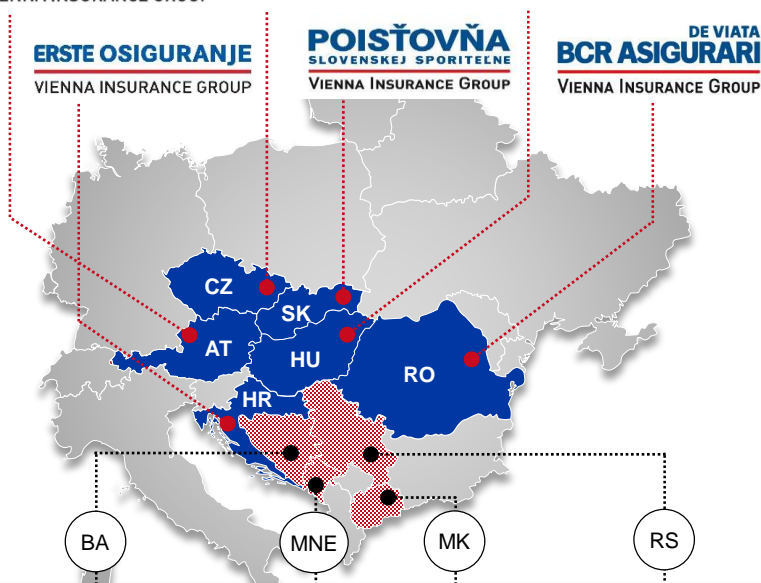 ERSTE OSIGURANJE
VIENNA INSURANCE GROUP
POISŤOVŇA
SLOVENSKEJ SPORITEĽNE
VIENNA INSURANCE GROUP
DE VIATA
BCR ASIGURARI
VIENNA INSURANCE GROUP
CZ
SK
AT
HU
RO
HR
BA
MNE
MK
RS